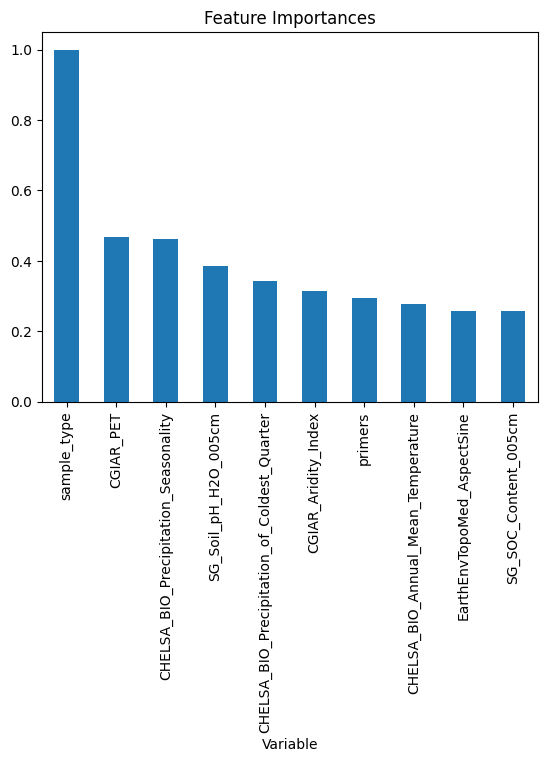 Feature Importances
1.0
0.8
0.6
0.4
0.2
0.0
sample_type
CGIAR_PET
CHELSA_BIO_Precipitation_Seasonality
SG_Soil_pH_H2O_005cm
CHELSA_BIO_Precipitation_of_Coldest_Quarter
CGIAR_Aridity_Index
primers
CHELSA_BIO_Annual_Mean_Temperature
EarthEnvTopoMed_AspectSine
SG_SOC_Content_005cm
Variable